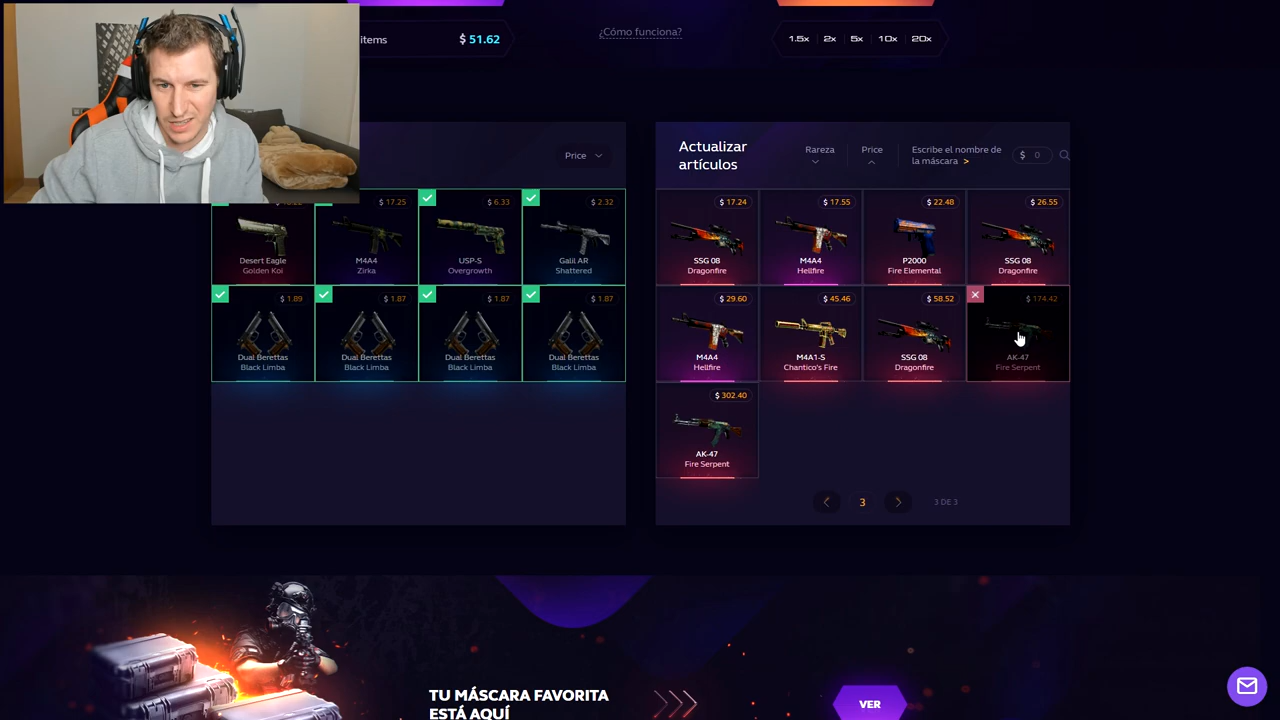 items
$ 51.62
¿Cómo funciona?
1.5x 2x 5x 10x 20x
Price
$ 17.25
$ 6.33
$ 2.32
Desert Eagle
Golden Koi
M4A4
Zirka
USP-S
Overgrowth
Galil AR
Shattered
$ 1.89
$ 1.87
$ 1.87
$ 1.87
Dual Berettas
Black Limba
Dual Berettas
Black Limba
Dual Berettas
Black Limba
Dual Berettas
Black Limba
Actualizar
artículos
Rareza
Price
Escribe el nombre de
la máscara >
$ 0
$ 17.24
$ 17.55
$ 22.48
$ 26.55
SSG 08
Dragonfire
M4A4
Hellfire
P2000
Fire Elemental
SSG 08
Dragonfire
$ 29.60
$ 45.46
$ 58.52
$ 174.42
M4A4
Hellfire
M4A1-S
Chantico's Fire
SSG 08
Dragonfire
AK-47
Fire Serpent
$ 302.40
AK-47
Fire Serpent
3
3 DE 3
TU MÁSCARA FAVORITA
ESTÁ AQUÍ
VER